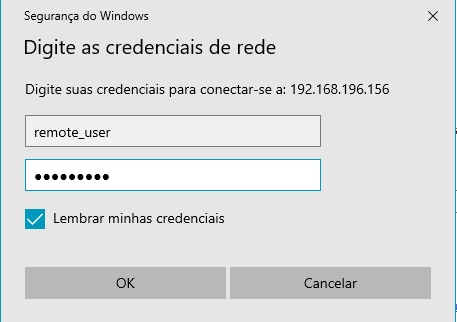 Segurança do Windows
Digite as credenciais de rede
Digite suas credenciais para conectar-se a: 192.168.196.156
remote_user
●●●●●●●●●
Lembrar minhas credenciais
OK Cancelar